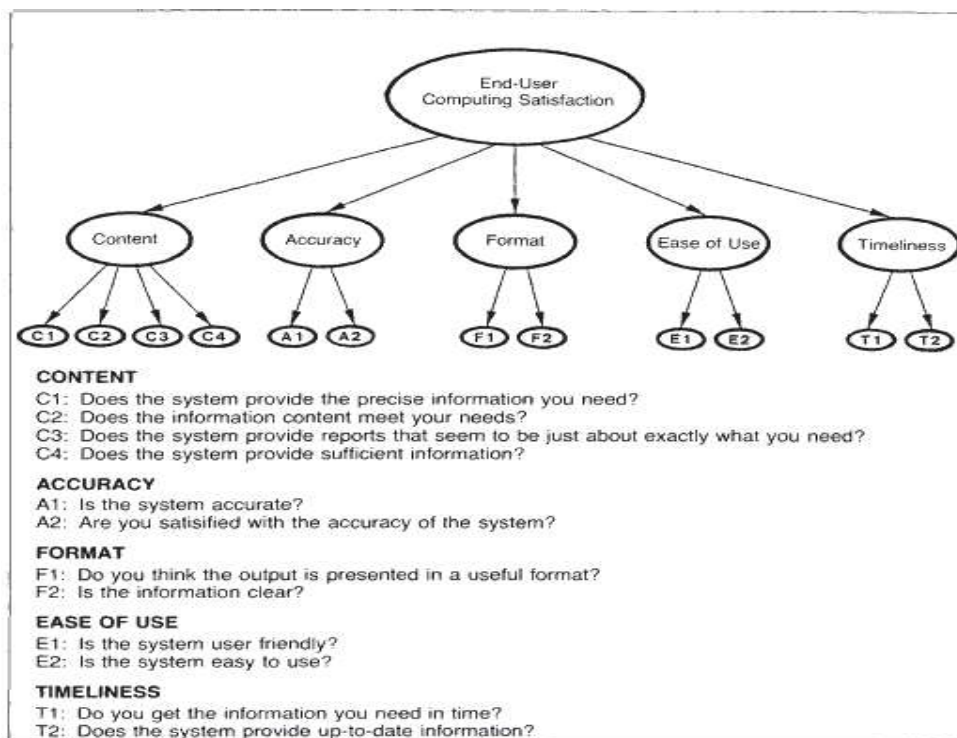 End-User
Computing Satisfaction
Content Accuracy Format Ease of Use Timeliness
C1 C2 C3 C4 A1 A2 F1 F2 E1 E2 T1 T2
CONTENT
C1: Does the system provide the precise information you need?
C2: Does the information content meet your needs?
C3: Does the system provide reports that seem to be just about exactly what you need?
C4: Does the system provide sufficient information?
ACCURACY
A1: Is the system accurate?
A2: Are you satisified with the accuracy of the system?
FORMAT
F1: Do you think the output is presented in a useful format?
F2: Is the information clear?
EASE OF USE
E1: Is the system user friendly?
E2: Is the system easy to use?
TIMELINESS
T1: Do you get the information you need in time?
T2: Does the system provide up-to-date information?